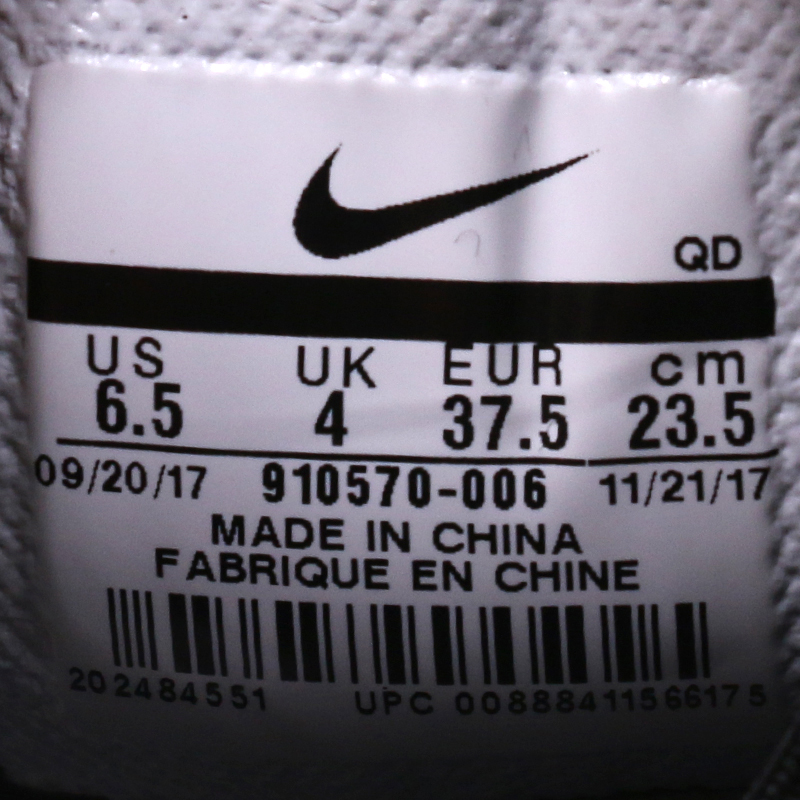 QD
US UK EUR cm
6.5 4 37.5 23.5
09/20/17 910570-006 11/21/17
MADE IN CHINA
FABRIQUE EN CHINE
202484551 UPC 00888411566175